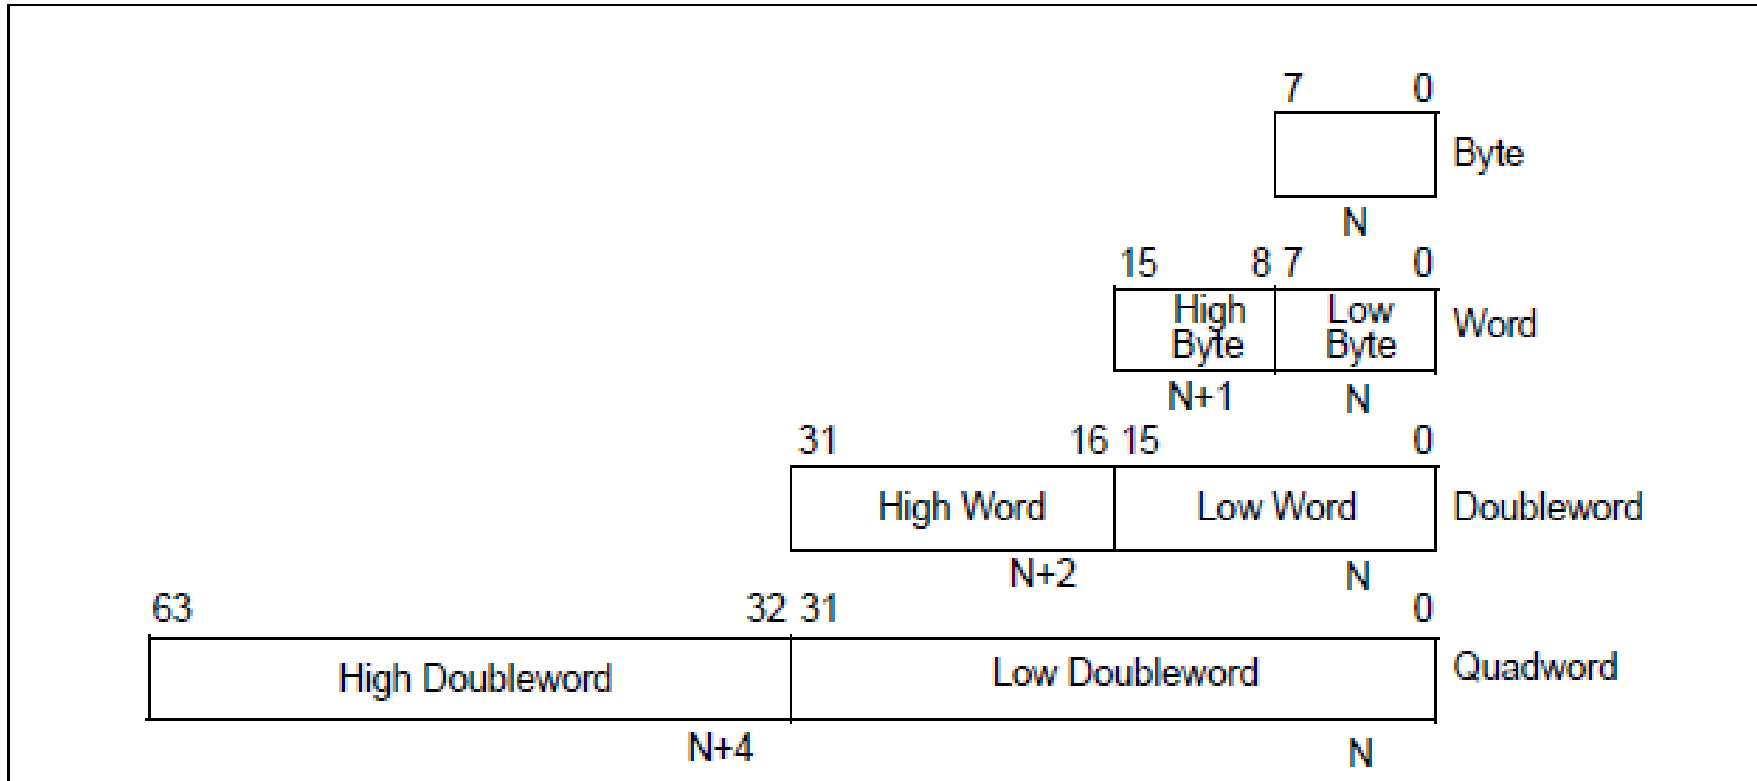 7 0
Byte
N
15 8 7 0
High Byte Low Byte Word
N+1 N
31 16 15 0
High Word Low Word Doubleword
N+2 N
63 32 31 0
High Doubleword Low Doubleword Quadword
N+4 N